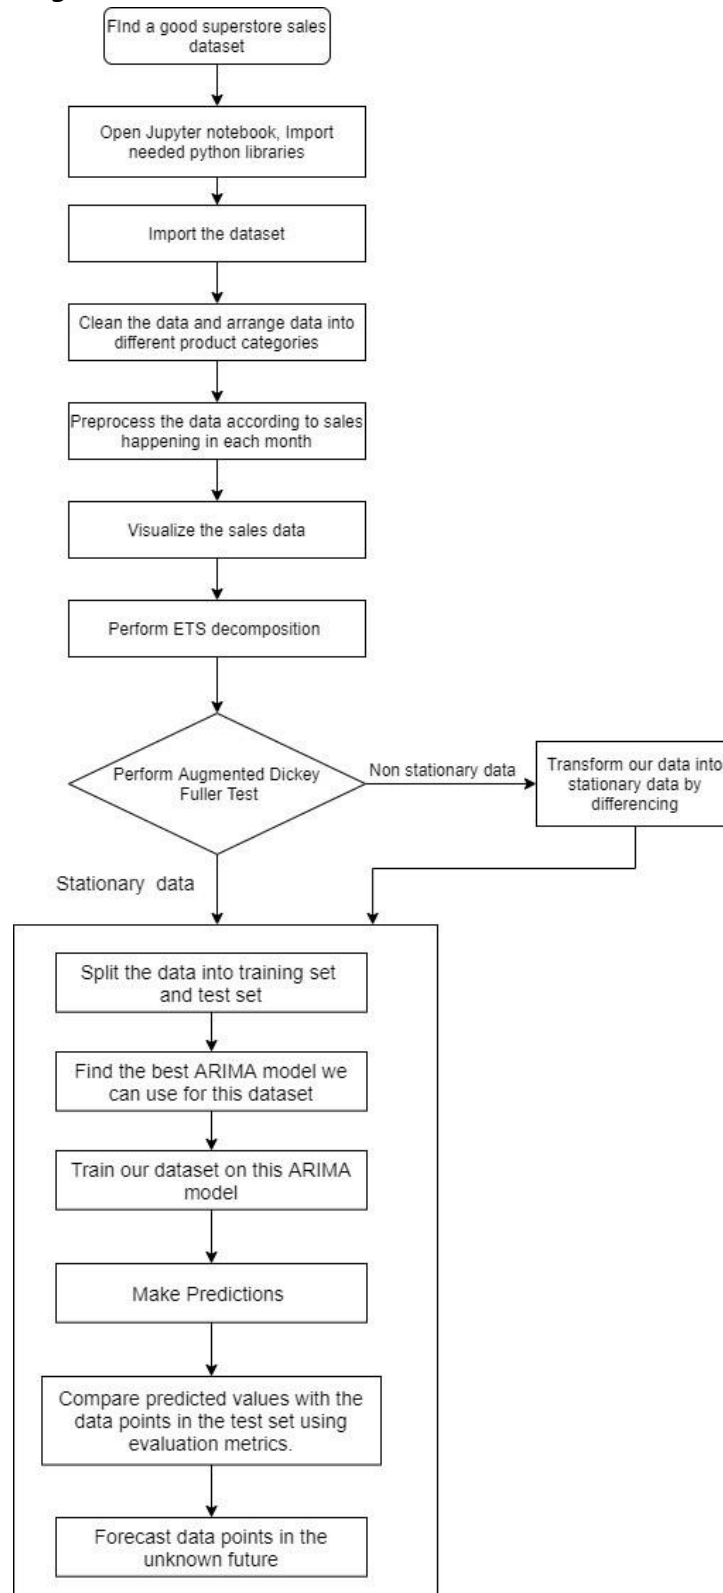 FInd a good superstore sales
dataset
Open Jupyter notebook, Import
needed python libraries
Import the dataset
Clean the data and arrange data into
different product categories
Preprocess the data according to sales
happening in each month
Visualize the sales data
Perform ETS decomposition
Perform Augmented Dickey
Fuller Test
Non stationary data
Transform our data into
stationary data by
differencing
Stationary data
Split the data into training set
and test set
Find the best ARIMA model we
can use for this dataset
Train our dataset on this ARIMA
model
Make Predictions
Compare predicted values with the
data points in the test set using
evaluation metrics.
Forecast data points in the
unknown future